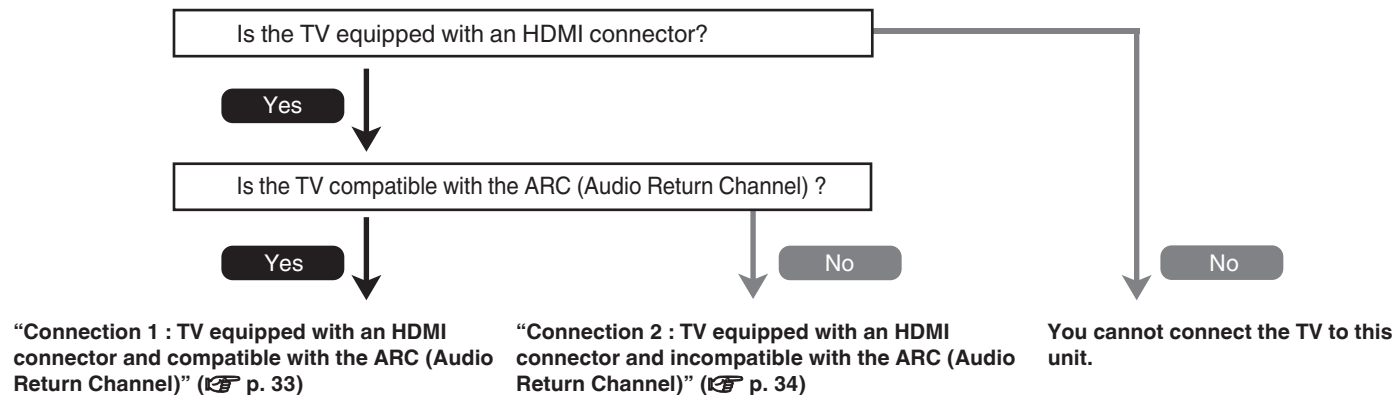 Is the TV equipped with an HDMI connector?
Yes
Is the TV compatible with the ARC (Audio Return Channel) ?
Yes
No
No
“Connection 1 : TV equipped with an HDMI
connector and compatible with the ARC (Audio
Return Channel)” (☞ p. 33)
“Connection 2 : TV equipped with an HDMI
connector and incompatible with the ARC (Audio
Return Channel)” (☞ p. 34)
You cannot connect the TV to this
unit.